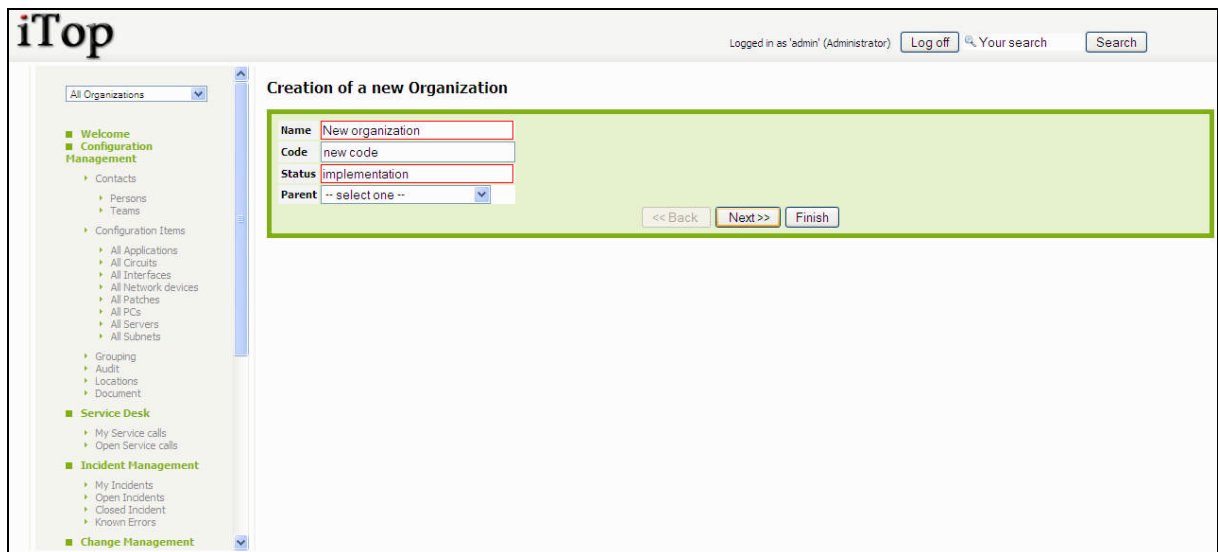 iTop
Logged in as 'admin' (Administrator) Log off Your search Search
All Organizations
Creation of a new Organization
Name New organization
Code new code
Status implementation
Parent -- select one --
<< Back Next >> Finish
Welcome
Configuration
Management
Contacts
Persons
Teams
Configuration Items
All Applications
All Circuits
All Interfaces
All Network devices
All Patches
All PCs
All Servers
All Subnets
Grouping
Audit
Locations
Document
Service Desk
My Service calls
Open Service calls
Incident Management
My Incidents
Open Incidents
Closed Incident
Known Errors
Change Management